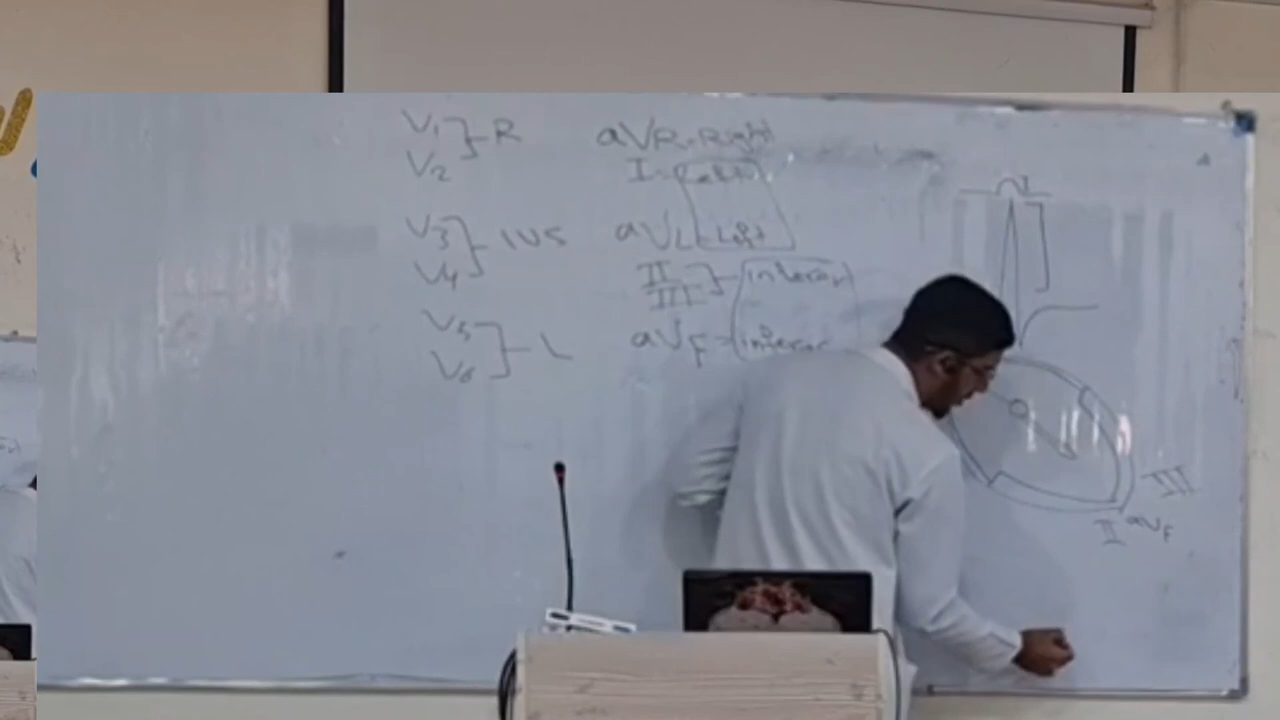 V1 } R
V2
V3 } IVS
V4
V5 } L
V6
aVR = Right
I
aVL = Left
II
III } inferior
aVF = inferior
III
II aVF